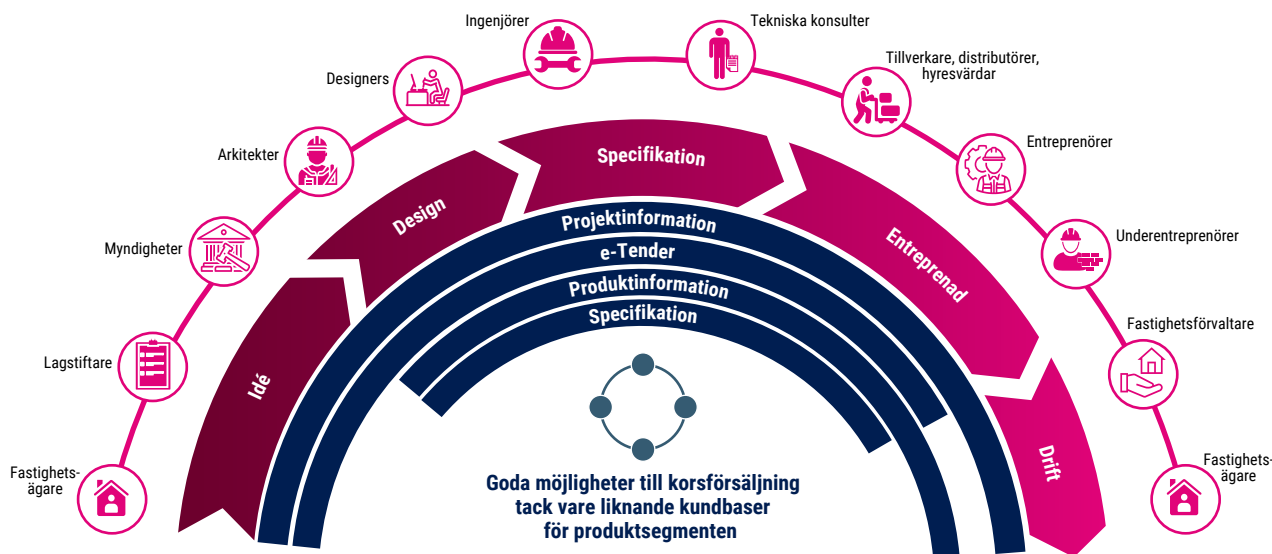 Ingenjörer
Tekniska konsulter
Designers
Tillverkare, distributörer,
hyresvärdar
Arkitekter
Entreprenörer
Myndigheter
Underentreprenörer
Lagstiftare
Fastighetsförvaltare
Fastighets-
ägare
Fastighets-
ägare
Idé
Design
Specifikation
Entreprenad
Drift
Projektinformation
e-Tender
Produktinformation
Specifikation
Goda möjligheter till korsförsäljning
tack vare liknande kundbaser
för produktsegmenten